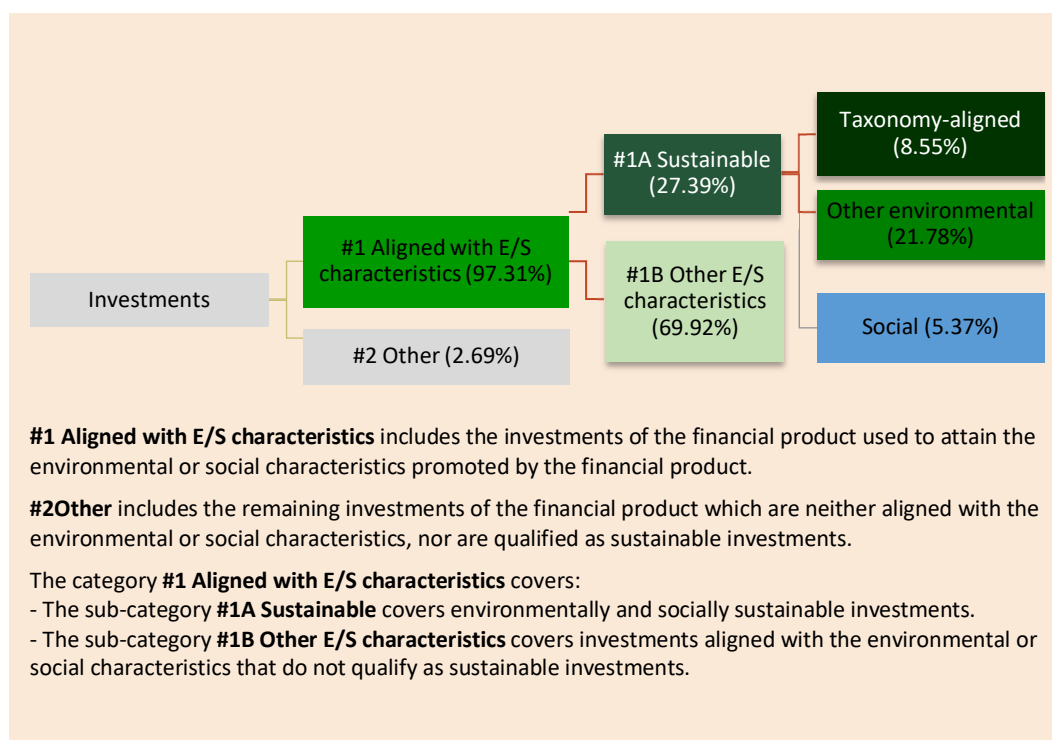 Taxonomy-aligned
(8.55%)
#1A Sustainable
(27.39%)
Other environmental
(21.78%)
#1 Aligned with E/S
characteristics (97.31%)
#1B Other E/S
characteristics
(69.92%)
Investments
Social (5.37%)
#2 Other (2.69%)
#1 Aligned with E/S characteristics includes the investments of the financial product used to attain the
environmental or social characteristics promoted by the financial product.
#2Other includes the remaining investments of the financial product which are neither aligned with the
environmental or social characteristics, nor are qualified as sustainable investments.
The category #1 Aligned with E/S characteristics covers:
- The sub-category #1A Sustainable covers environmentally and socially sustainable investments.
- The sub-category #1B Other E/S characteristics covers investments aligned with the environmental or
social characteristics that do not qualify as sustainable investments.